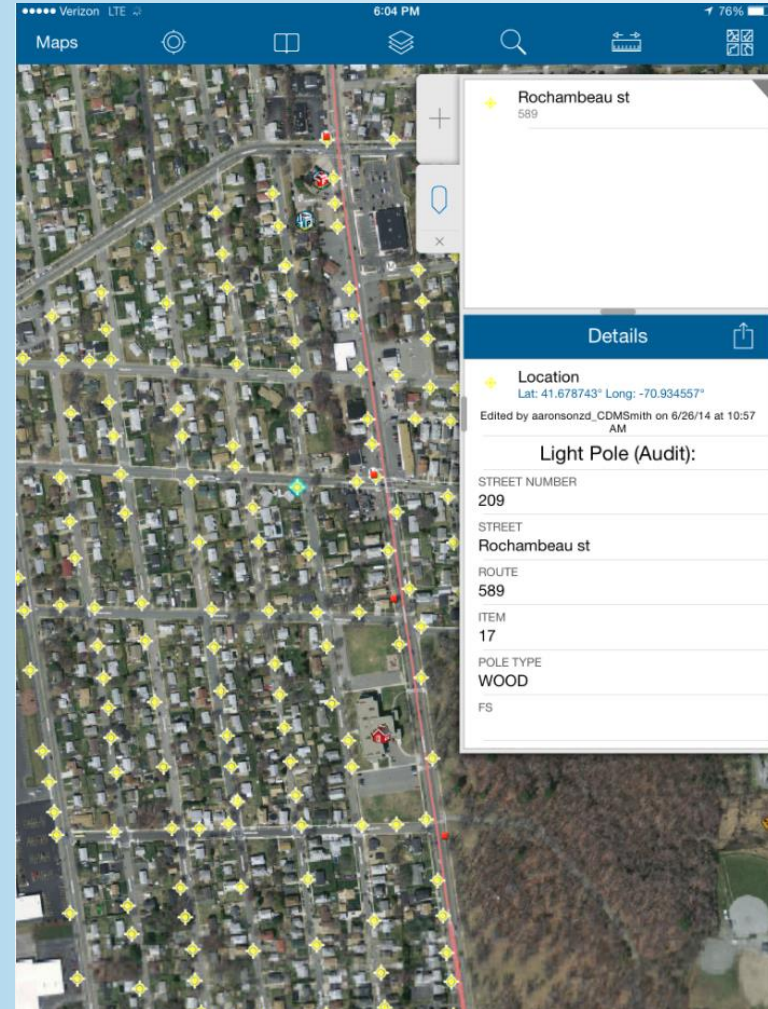 Verizon LTE
6:04 PM
76%
Maps
Rochambeau st
589
Details
Location
Lat: 41.678743° Long: -70.934557°
Edited by aaronsonzd_CDMSmith on 6/26/14 at 10:57
AM
Light Pole (Audit):
STREET NUMBER
209
STREET
Rochambeau st
ROUTE
589
ITEM
17
POLE TYPE
WOOD
FS